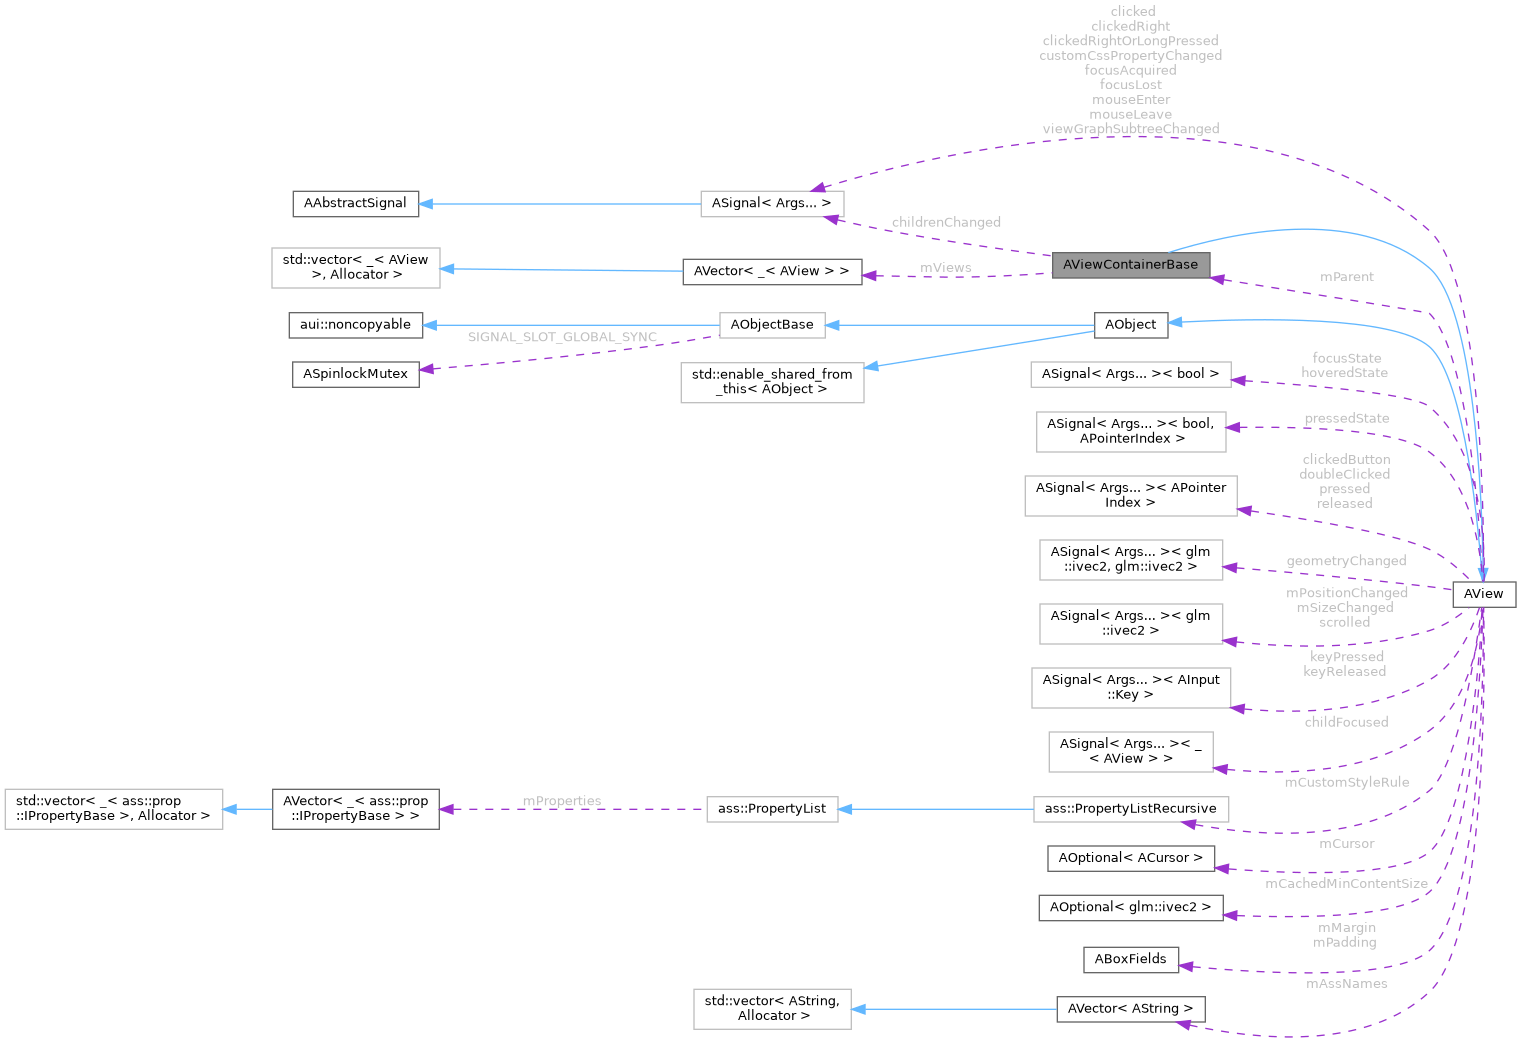 clicked
clickedRight
clickedRightOrLongPressed
customCssPropertyChanged
focusAcquired
focusLost
mouseEnter
mouseLeave
viewGraphSubtreeChanged
AAbstractSignal
ASignal< Args... >
childrenChanged
std::vector< _< AView
>, Allocator >
AVector< _< AView > >
mViews
AViewContainerBase
mParent
aui::noncopyable
AObjectBase
AObject
SIGNAL_SLOT_GLOBAL_SYNC
ASpinlockMutex
std::enable_shared_from
_this< AObject >
ASignal< Args... >< bool >
focusState
hoveredState
ASignal< Args... >< bool,
APointerIndex >
pressedState
clickedButton
doubleClicked
pressed
released
ASignal< Args... >< APointer
Index >
ASignal< Args... >< glm
::ivec2, glm::ivec2 >
geometryChanged
AView
mPositionChanged
mSizeChanged
scrolled
ASignal< Args... >< glm
::ivec2 >
keyPressed
keyReleased
ASignal< Args... >< AInput
::Key >
childFocused
ASignal< Args... >< _
< AView > >
mCustomStyleRule
std::vector< _< ass::prop
::IPropertyBase >, Allocator >
AVector< _< ass::prop
::IPropertyBase > >
mProperties
ass::PropertyList
ass::PropertyListRecursive
mCursor
AOptional< ACursor >
mCachedMinContentSize
AOptional< glm::ivec2 >
mMargin
mPadding
ABoxFields
mAssNames
std::vector< AString,
Allocator >
AVector< AString >